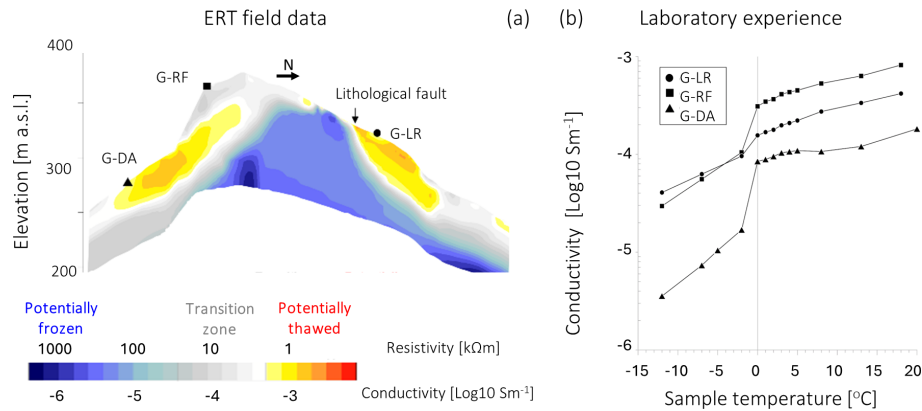 ERT field data
(a)
400
300
200
Elevation [m a.s.l.]
G-RF
N
Lithological fault
G-LR
G-DA
Potentially
frozen
Transition
zone
Potentially
thawed
1000 100 10 1 Resistivity [kΩm]
-6 -5 -4 -3 Conductivity [Log10 Sm⁻¹]
(b) Laboratory experience
-3
-4
-5
-6
Conductivity [Log10 Sm⁻¹]
G-LR
G-RF
G-DA
-15 -10 -5 0 5 10 15 20
Sample temperature [°C]